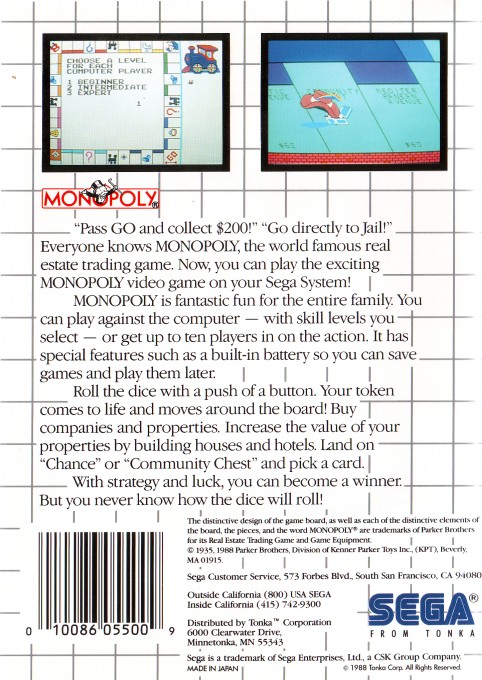 CHOOSE A LEVEL
FOR EACH
COMPUTER PLAYER
1 BEGINNER
2 INTERMEDIATE
3 EXPERT
1
AVENUE
$60
$60
MONOPOLY®
“Pass GO and collect $200!” “Go directly to Jail!”
Everyone knows MONOPOLY, the world famous real
estate trading game. Now, you can play the exciting
MONOPOLY video game on your Sega System!
MONOPOLY is fantastic fun for the entire family. You
can play against the computer — with skill levels you
select — or get up to ten players in on the action. It has
special features such as a built-in battery so you can save
games and play them later.
Roll the dice with a push of a button. Your token
comes to life and moves around the board! Buy
companies and properties. Increase the value of your
properties by building houses and hotels. Land on
“Chance” or “Community Chest” and pick a card.
With strategy and luck, you can become a winner.
But you never know how the dice will roll!
The distinctive design of the game board, as well as each of the distinctive elements of
the board, the pieces, and the word MONOPOLY® are trademarks of Parker Brothers
for its Real Estate Trading Game and Game Equipment.
© 1935, 1988 Parker Brothers, Division of Kenner Parker Toys Inc., (KPT), Beverly,
MA 01915.
Sega Customer Service, 573 Forbes Blvd., South San Francisco, CA 94080
Outside California (800) USA SEGA
Inside California (415) 742-9300
Distributed by Tonka™ Corporation
6000 Clearwater Drive,
Minnetonka, MN 55343
SEGA®
FROM TONKA
0 10086 05500 9
Sega is a trademark of Sega Enterprises, Ltd., a CSK Group Company.
MADE IN JAPAN
© 1988 Tonka Corp. All Rights Reserved.